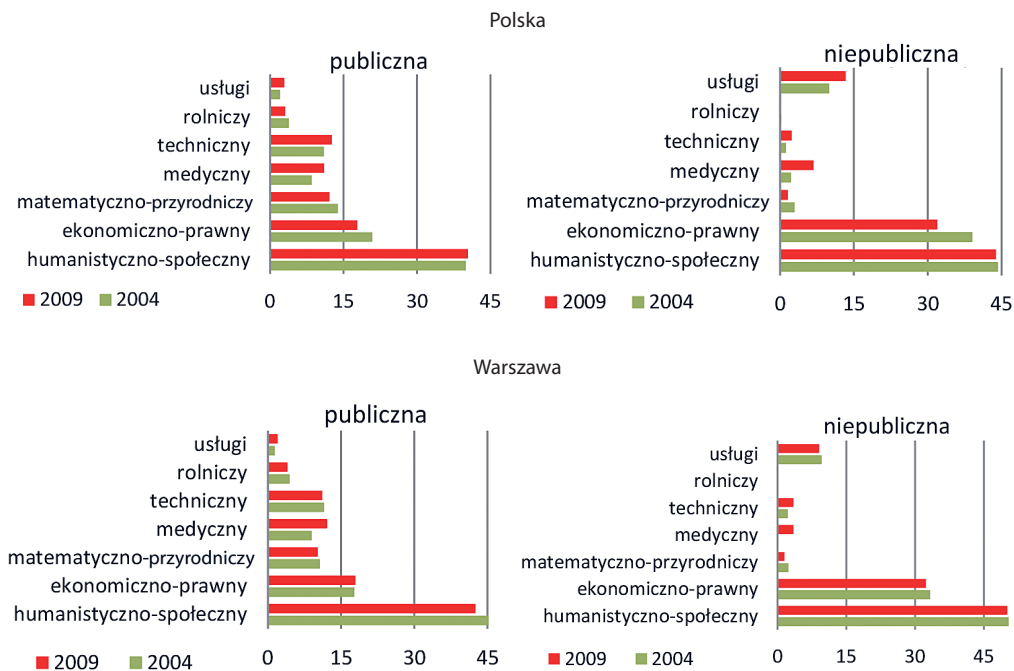 Polska
publiczna
usługi
rolniczy
techniczny
medyczny
matematyczno-przyrodniczy
ekonomiczno-prawny
humanistyczno-społeczny
2009 2004
0 15 30 45
niepubliczna
usługi
rolniczy
techniczny
medyczny
matematyczno-przyrodniczy
ekonomiczno-prawny
humanistyczno-społeczny
2009 2004
0 15 30 45
Warszawa
publiczna
usługi
rolniczy
techniczny
medyczny
matematyczno-przyrodniczy
ekonomiczno-prawny
humanistyczno-społeczny
2009 2004
0 15 30 45
niepubliczna
usługi
rolniczy
techniczny
medyczny
matematyczno-przyrodniczy
ekonomiczno-prawny
humanistyczno-społeczny
2009 2004
0 15 30 45